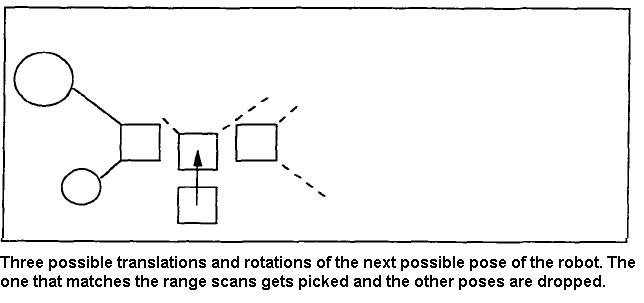 Three possible translations and rotations of the next possible pose of the robot. The
one that matches the range scans gets picked and the other poses are dropped.